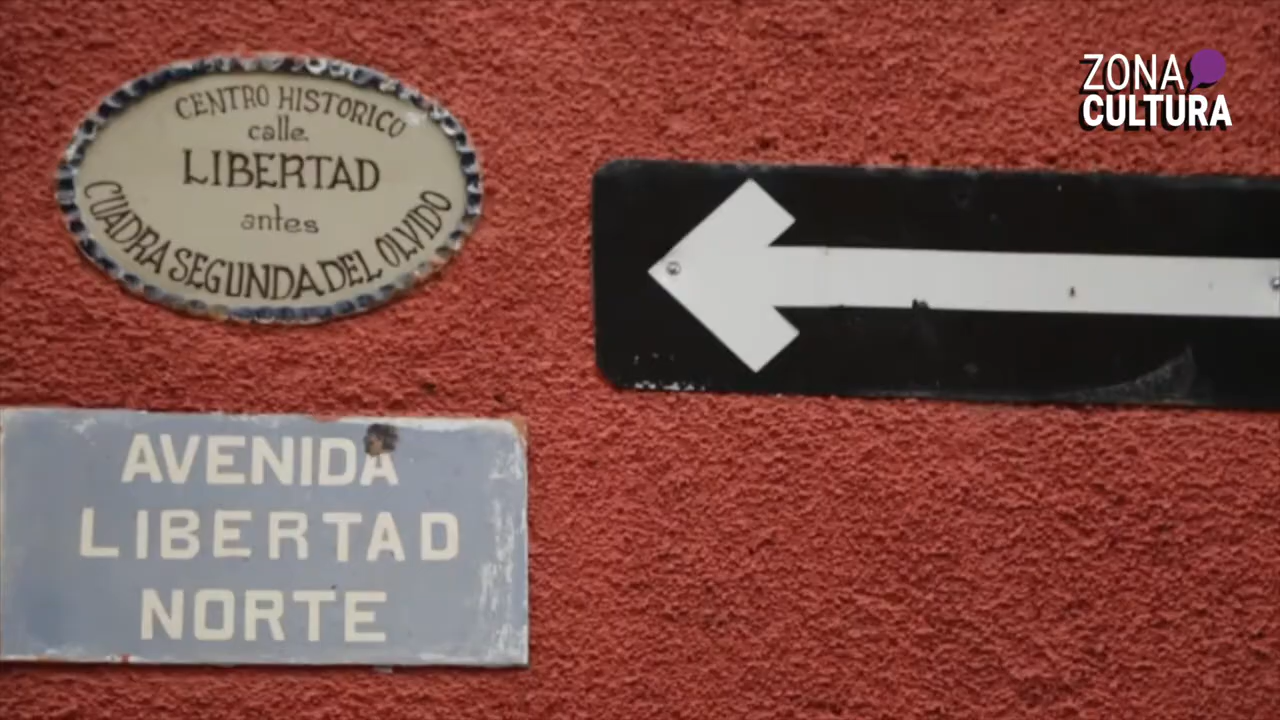 CENTRO HISTORICO
calle
LIBERTAD
antes
CUADRA SEGUNDA DEL OLVIDO
AVENIDA
LIBERTAD
NORTE
ZONA
CULTURA